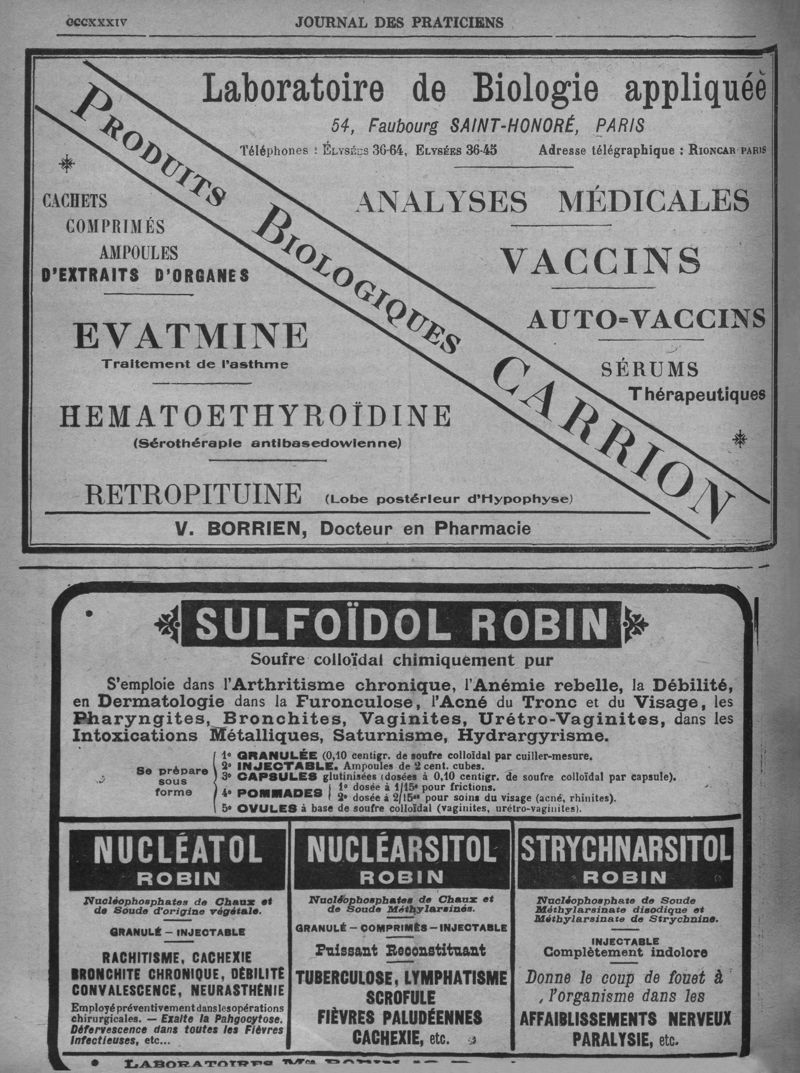 CCCXXXIV
JOURNAL DES PRATICIENS
Laboratoire de Biologie appliquéè
54, Faubourg SAINT-HONORÉ, PARIS
Téléphones : ÉLYSÉES 36-64, ELYSÉES 36-45 Adresse télégraphique : RIONCAR PARIS
PRODUITS BIOLOGIQUES CARRION
CACHETS
COMPRIMÉS
AMPOULES
D'EXTRAITS D'ORGANES
EVATMINE
Traitement de l'asthme
HEMATOETHYROÏDINE
(Sérothérapie antibasedowienne)
RETROPITUINE (Lobe postérieur d'Hypophyse)
ANALYSES MÉDICALES
VACCINS
AUTO=VACCINS
SÉRUMS
Thérapeutiques
V. BORRIEN, Docteur en Pharmacie
SULFOÏDOL ROBIN
Soufre colloïdal chimiquement pur
S'emploie dans l'Arthritisme chronique, l'Anémie rebelle, la Débilité,
en Dermatologie dans la Furonculose, l'Acné du Tronc et du Visage, les
Pharyngites, Bronchites, Vaginites, Urétro-Vaginites, dans les
Intoxications Métalliques, Saturnisme, Hydrargyrisme.
Se prépare
sous
forme
1º GRANULÉE (0,10 centigr. de soufre colloïdal par cuiller-mesure.
2º INJECTABLE. Ampoules de 2 cent. cubes.
3º CAPSULES glutinisées (dosées à 0,10 centigr. de soufre colloïdal par capsule).
4º POMMADES
1º dosée à 1/15e pour frictions.
2º dosée à 2/15es pour soins du visage (acné, rhinites).
5º OVULES à base de soufre colloïdal (vaginites, urétro-vaginites).
NUCLÉATOL
ROBIN
Nucléophosphates de Chaux et
de Soude d'origine végétale.
GRANULÉ — INJECTABLE
RACHITISME, CACHEXIE
BRONCHITE CHRONIQUE, DÉBILITÉ
CONVALESCENCE, NEURASTHÉNIE
Employé préventivement dans les opérations
chirurgicales. — Exalte la Pahgocytose.
Défervescence dans toutes les Fièvres
Infectieuses, etc...
NUCLÉARSITOL
ROBIN
Nucléophosphates de Chaux et
de Soude Méthylarsinés.
GRANULÉ — COMPRIMÉS — INJECTABLE
Puissant Reconstituant
TUBERCULOSE, LYMPHATISME
SCROFULE
FIÈVRES PALUDÉENNES
CACHEXIE, etc.
STRYCHNARSITOL
ROBIN
Nucléophosphate de Soude
Méthylarsinate disodique et
Méthylarsinate de Strychnine.
INJECTABLE
Complètement indolore
Donne le coup de fouet à
l'organisme dans les
AFFAIBLISSEMENTS NERVEUX
PARALYSIE, etc.
LABORATOIRES